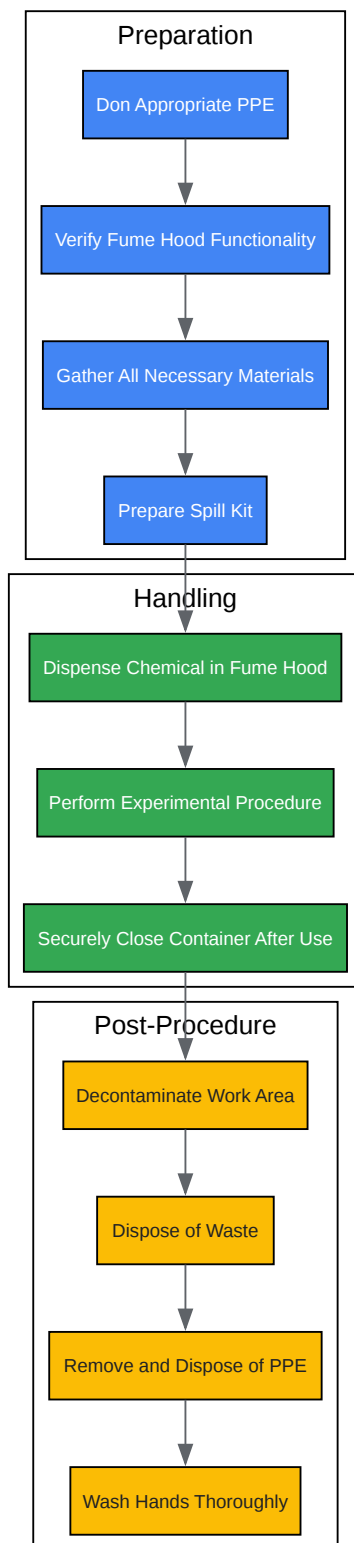 Preparation
Don Appropriate PPE
Verify Fume Hood Functionality
Gather All Necessary Materials
Prepare Spill Kit
Handling
Dispense Chemical in Fume Hood
Perform Experimental Procedure
Securely Close Container After Use
Post-Procedure
Decontaminate Work Area
Dispose of Waste
Remove and Dispose of PPE
Wash Hands Thoroughly